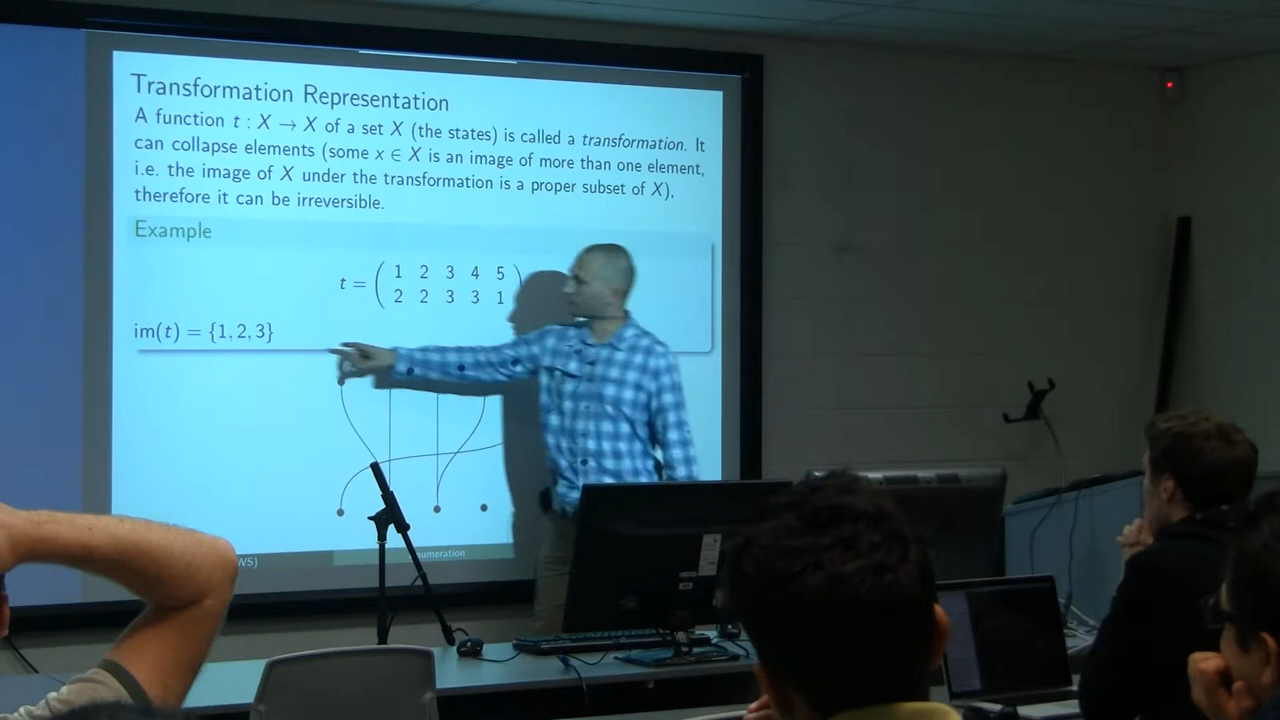 Transformation Representation
A function t : X → X of a set X (the states) is called a transformation. It
can collapse elements (some x ∈ X is an image of more than one element,
i.e. the image of X under the transformation is a proper subset of X),
therefore it can be irreversible.
Example
t = ( 1 2 3 4 5 )
2 2 3 3 1
im(t) = {1, 2, 3}
WS)
umeration